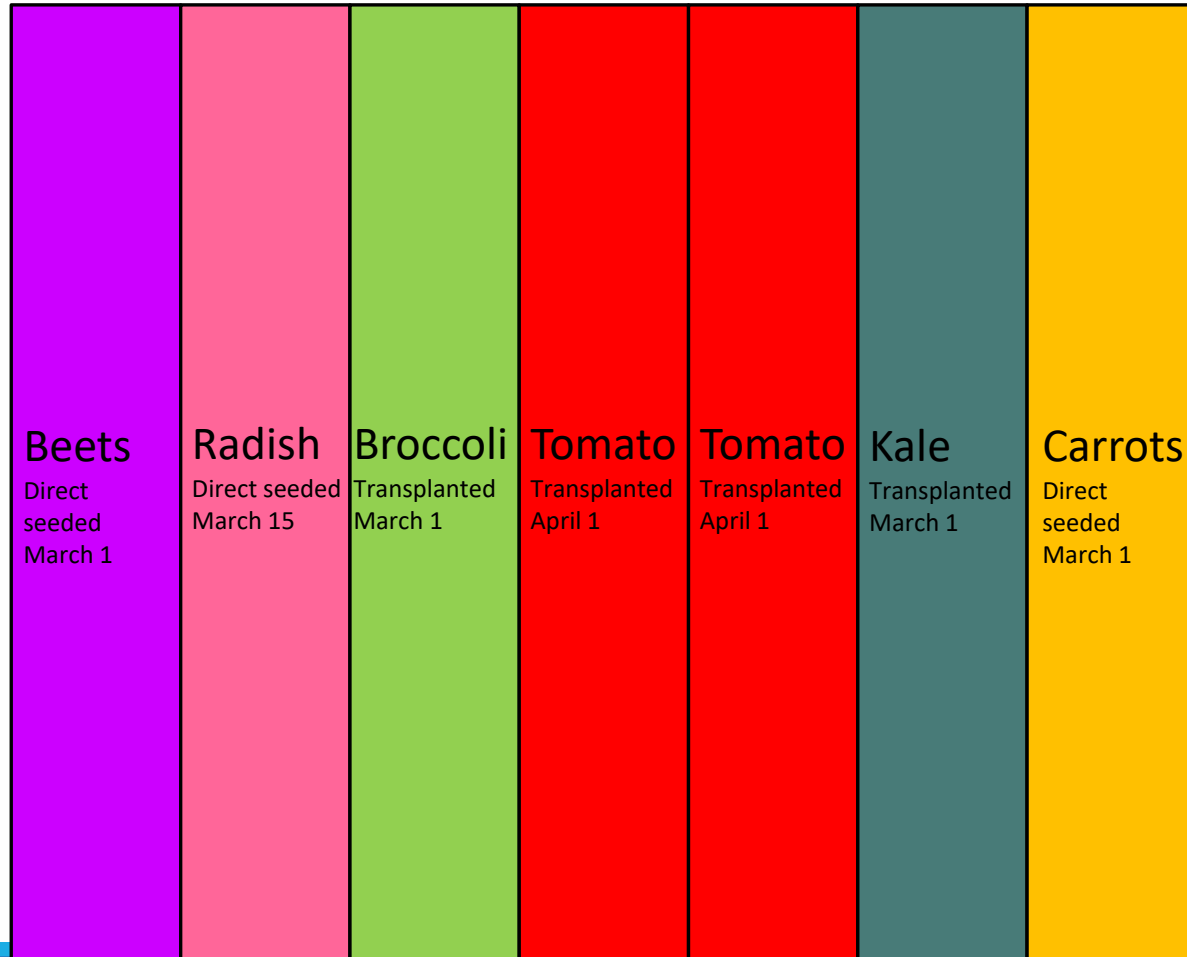 Beets
Direct
seeded
March 1
Radish
Direct seeded
March 15
Broccoli
Transplanted
March 1
Tomato
Transplanted
April 1
Tomato
Transplanted
April 1
Kale
Transplanted
March 1
Carrots
Direct
seeded
March 1